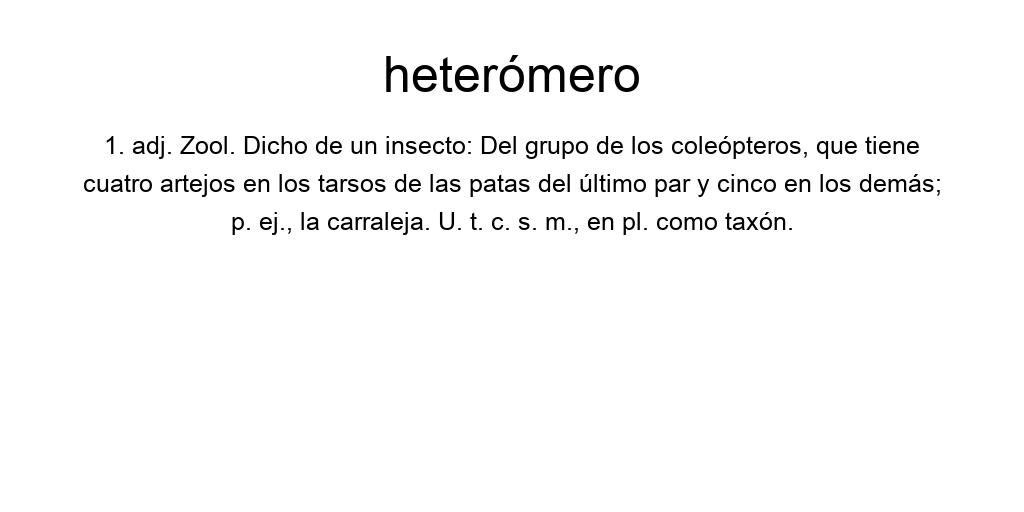 heterómero
1. adj. Zool. Dicho de un insecto: Del grupo de los coleópteros, que tiene
cuatro artejos en los tarsos de las patas del último par y cinco en los demás;
p. ej., la carraleja. U. t. c. s. m., en pl. como taxón.